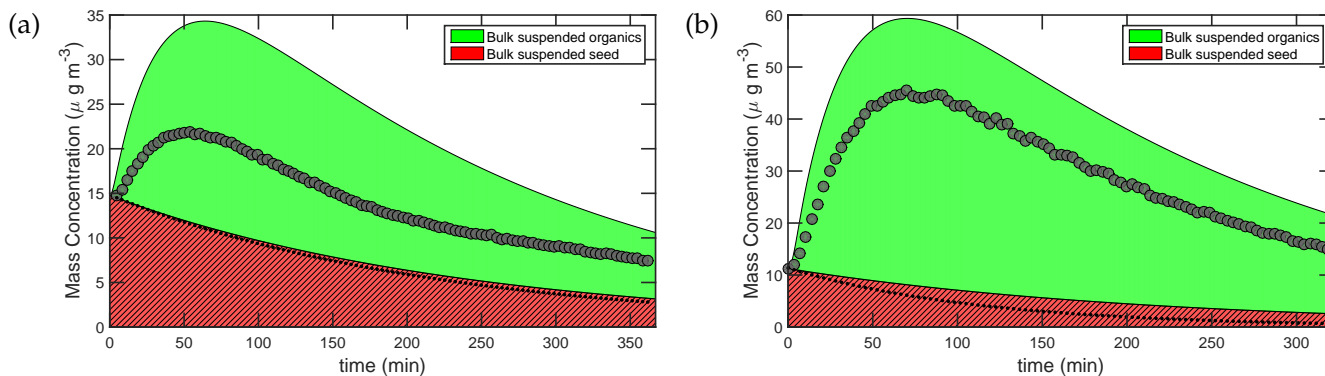 (a)
Mass Concentration (μ g m-3)
35
30
25
20
15
10
5
0
0 50 100 150 200 250 300 350
time (min)
Bulk suspended organics
Bulk suspended seed
(b)
Mass Concentration (μ g m-3)
60
50
40
30
20
10
0
0 50 100 150 200 250 300
time (min)
Bulk suspended organics
Bulk suspended seed